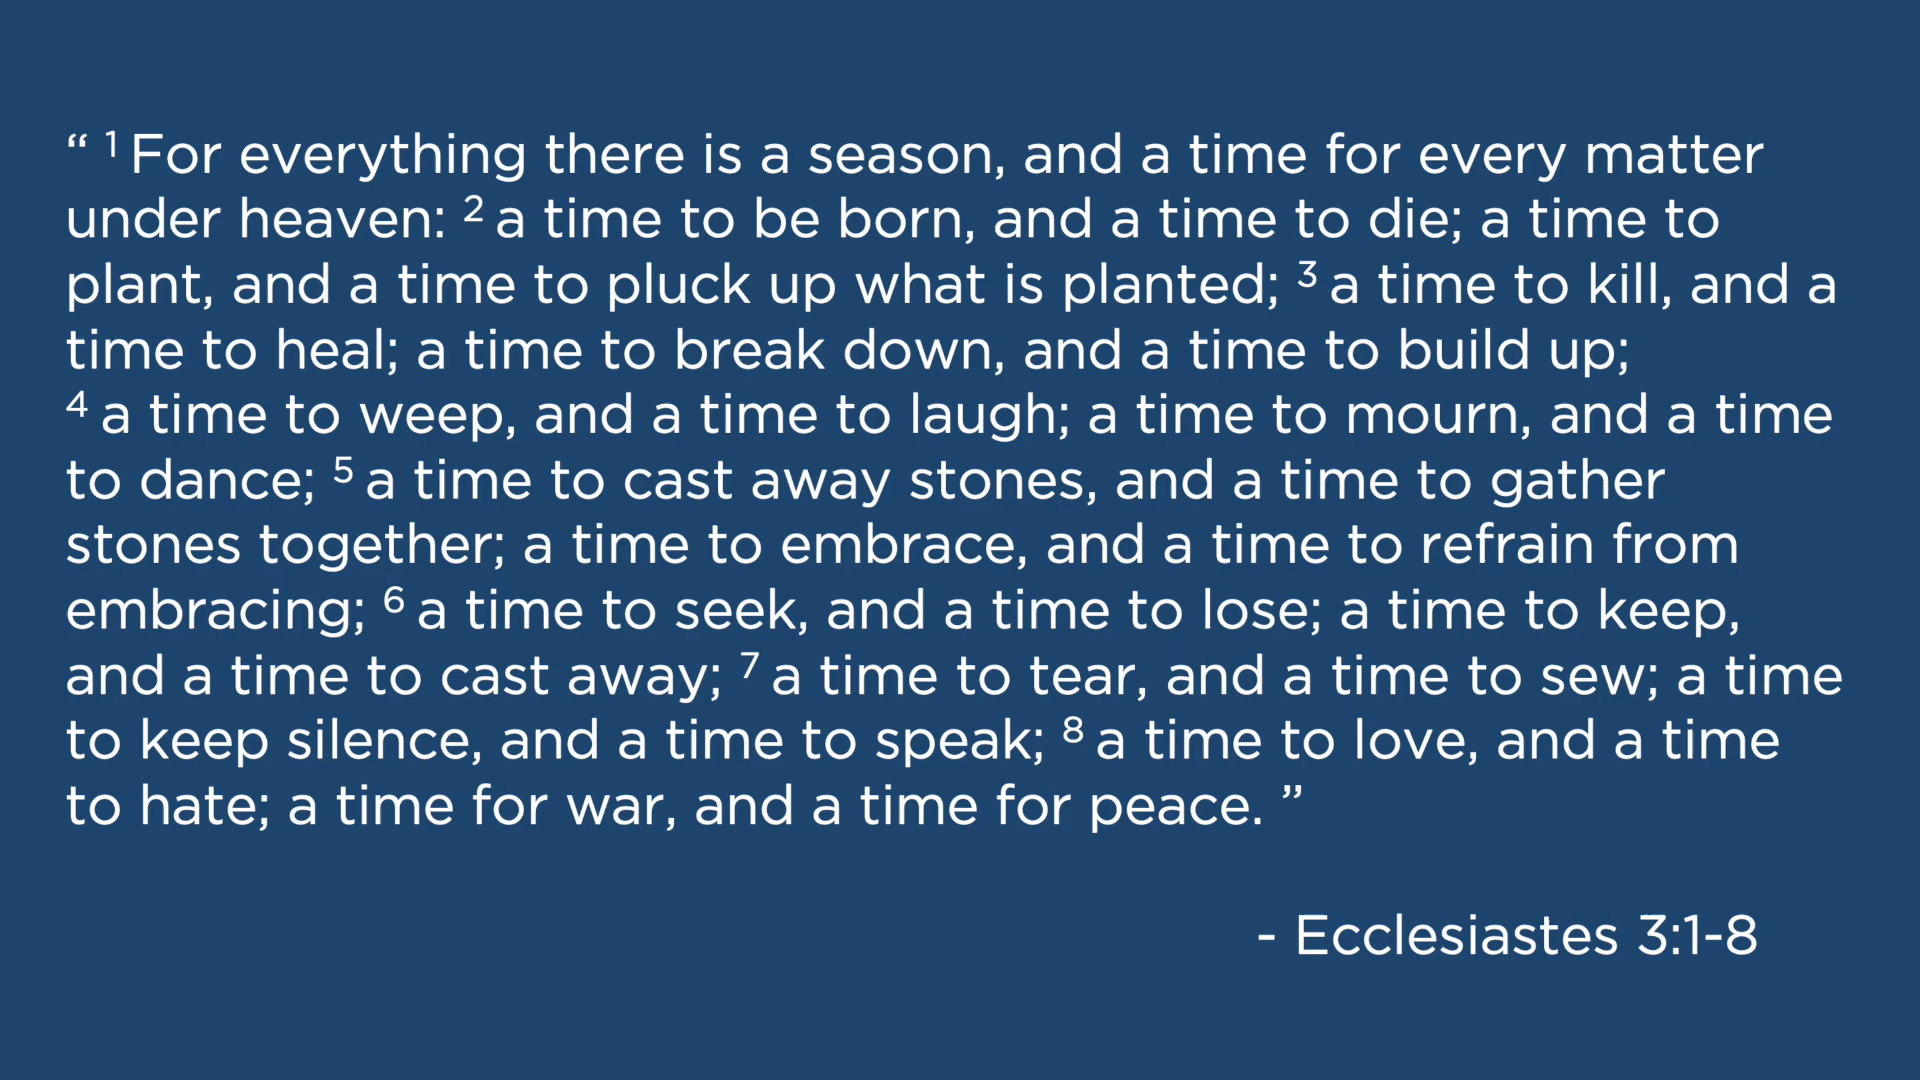 “ ¹ For everything there is a season, and a time for every matter
under heaven: ² a time to be born, and a time to die; a time to
plant, and a time to pluck up what is planted; ³ a time to kill, and a
time to heal; a time to break down, and a time to build up;
⁴ a time to weep, and a time to laugh; a time to mourn, and a time
to dance; ⁵ a time to cast away stones, and a time to gather
stones together; a time to embrace, and a time to refrain from
embracing; ⁶ a time to seek, and a time to lose; a time to keep,
and a time to cast away; ⁷ a time to tear, and a time to sew; a time
to keep silence, and a time to speak; ⁸ a time to love, and a time
to hate; a time for war, and a time for peace. ”
- Ecclesiastes 3:1-8